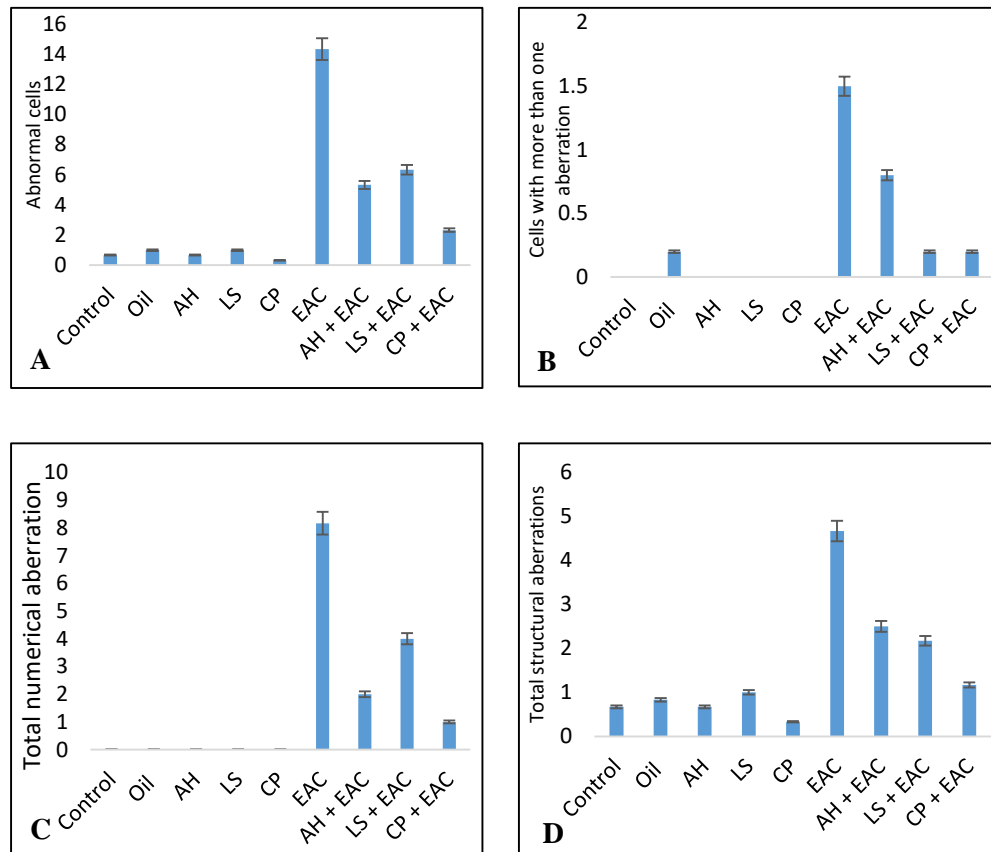 16
14
12
10
8
6
4
2
0
Abnormal cells
Control
Oil
AH
LS
CP
EAC
AH + EAC
LS + EAC
CP + EAC
A
2
1.5
1
0.5
0
Cells with more than one
aberration
Control
Oil
AH
LS
CP
EAC
AH + EAC
LS + EAC
CP + EAC
B
10
9
8
7
6
5
4
3
2
1
0
Total numerical aberration
Control
Oil
AH
LS
CP
EAC
AH + EAC
LS + EAC
CP + EAC
C
6
5
4
3
2
1
0
Total structural aberrations
Control
Oil
AH
LS
CP
EAC
AH + EAC
LS + EAC
CP + EAC
D